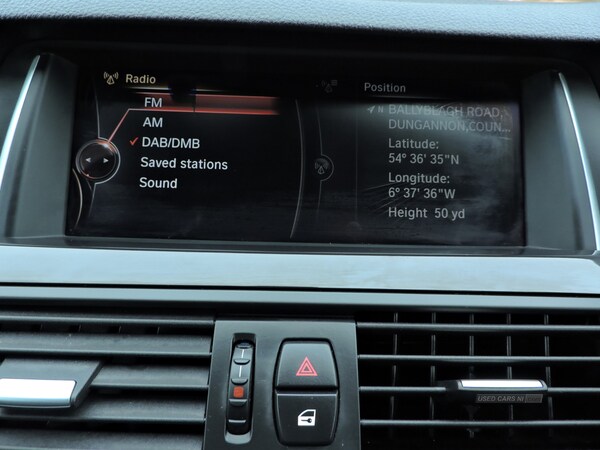 Radio
FM
AM
DAB/DMB
Saved stations
Sound
Position
BALLYBLAGH ROAD,
DUNGANNON,COUN...
Latitude:
54° 36' 35"N
Longitude:
6° 37' 36"W
Height 50 yd
USED CARS NI